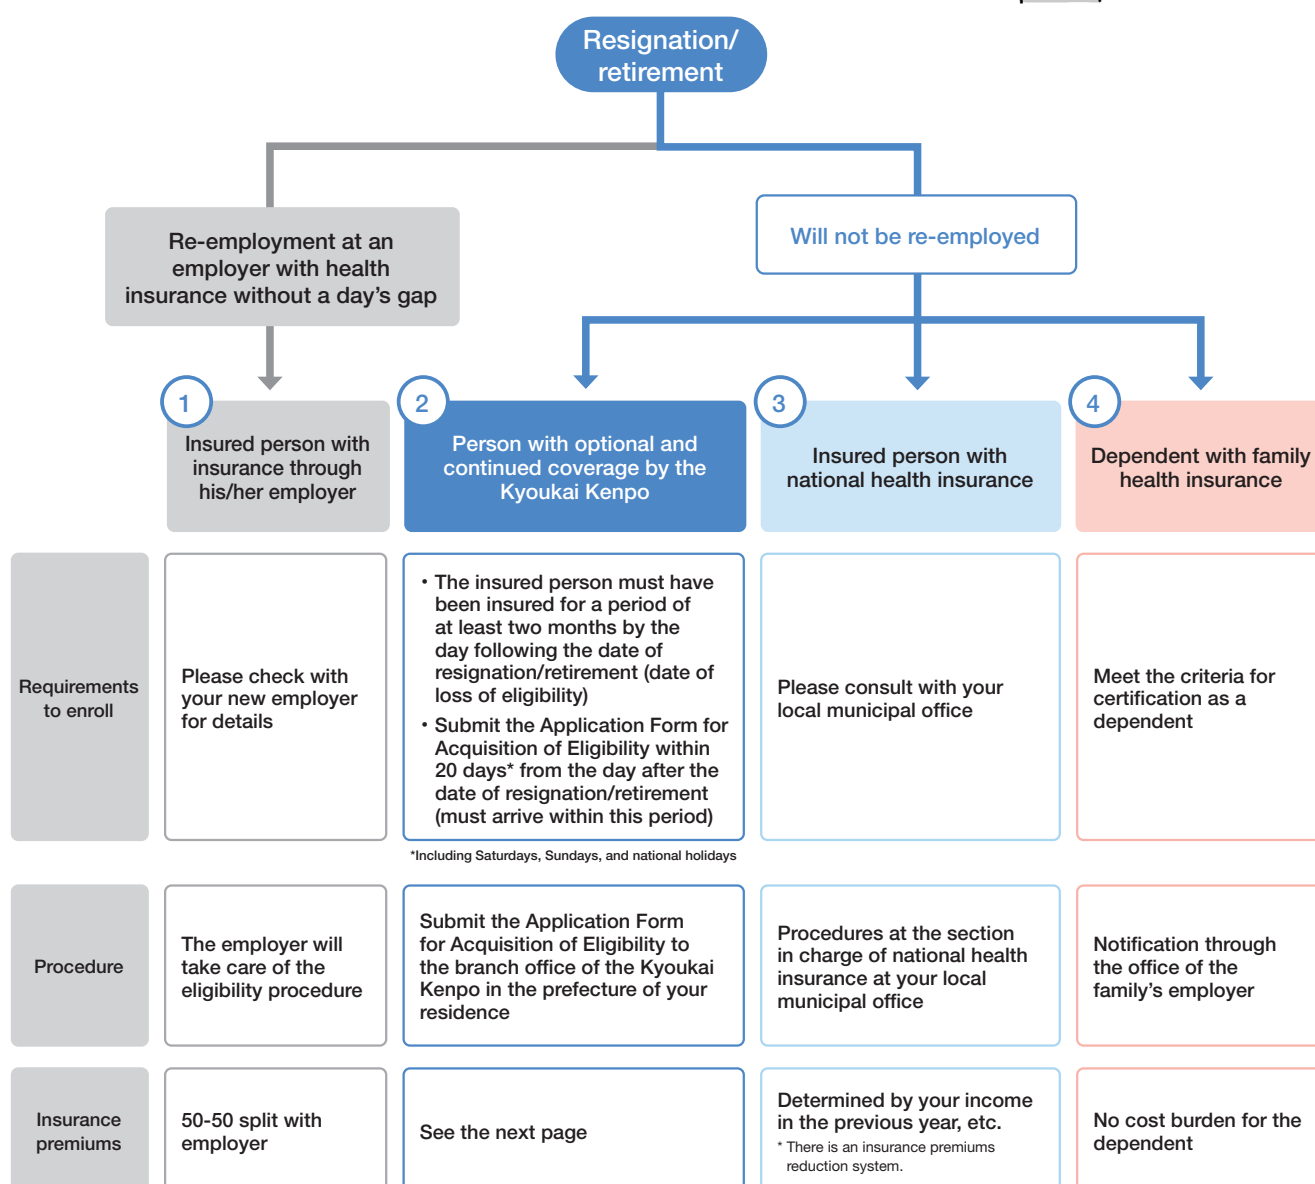 Resignation/
retirement
Re-employment at an
employer with health
insurance without a day's gap
Will not be re-employed
1
Insured person with
insurance through
his/her employer
2
Person with optional and
continued coverage by the
Kyoukai Kenpo
3
Insured person with
national health insurance
4
Dependent with family
health insurance
Requirements
to enroll
Please check with
your new employer
for details
・The insured person must have
been insured for a period of
at least two months by the
day following the date of
resignation/retirement (date of
loss of eligibility)
・Submit the Application Form for
Acquisition of Eligibility within
20 days* from the day after the
date of resignation/retirement
(must arrive within this period)
*Including Saturdays, Sundays, and national holidays
Please consult with your
local municipal office
Meet the criteria for
certification as a
dependent
Procedure
The employer will
take care of the
eligibility procedure
Submit the Application Form
for Acquisition of Eligibility to
the branch office of the Kyoukai
Kenpo in the prefecture of your
residence
Procedures at the section
in charge of national health
insurance at your local
municipal office
Notification through
the office of the
family's employer
Insurance
premiums
50-50 split with
employer
See the next page
Determined by your income
in the previous year, etc.
* There is an insurance premiums
reduction system.
No cost burden for the
dependent